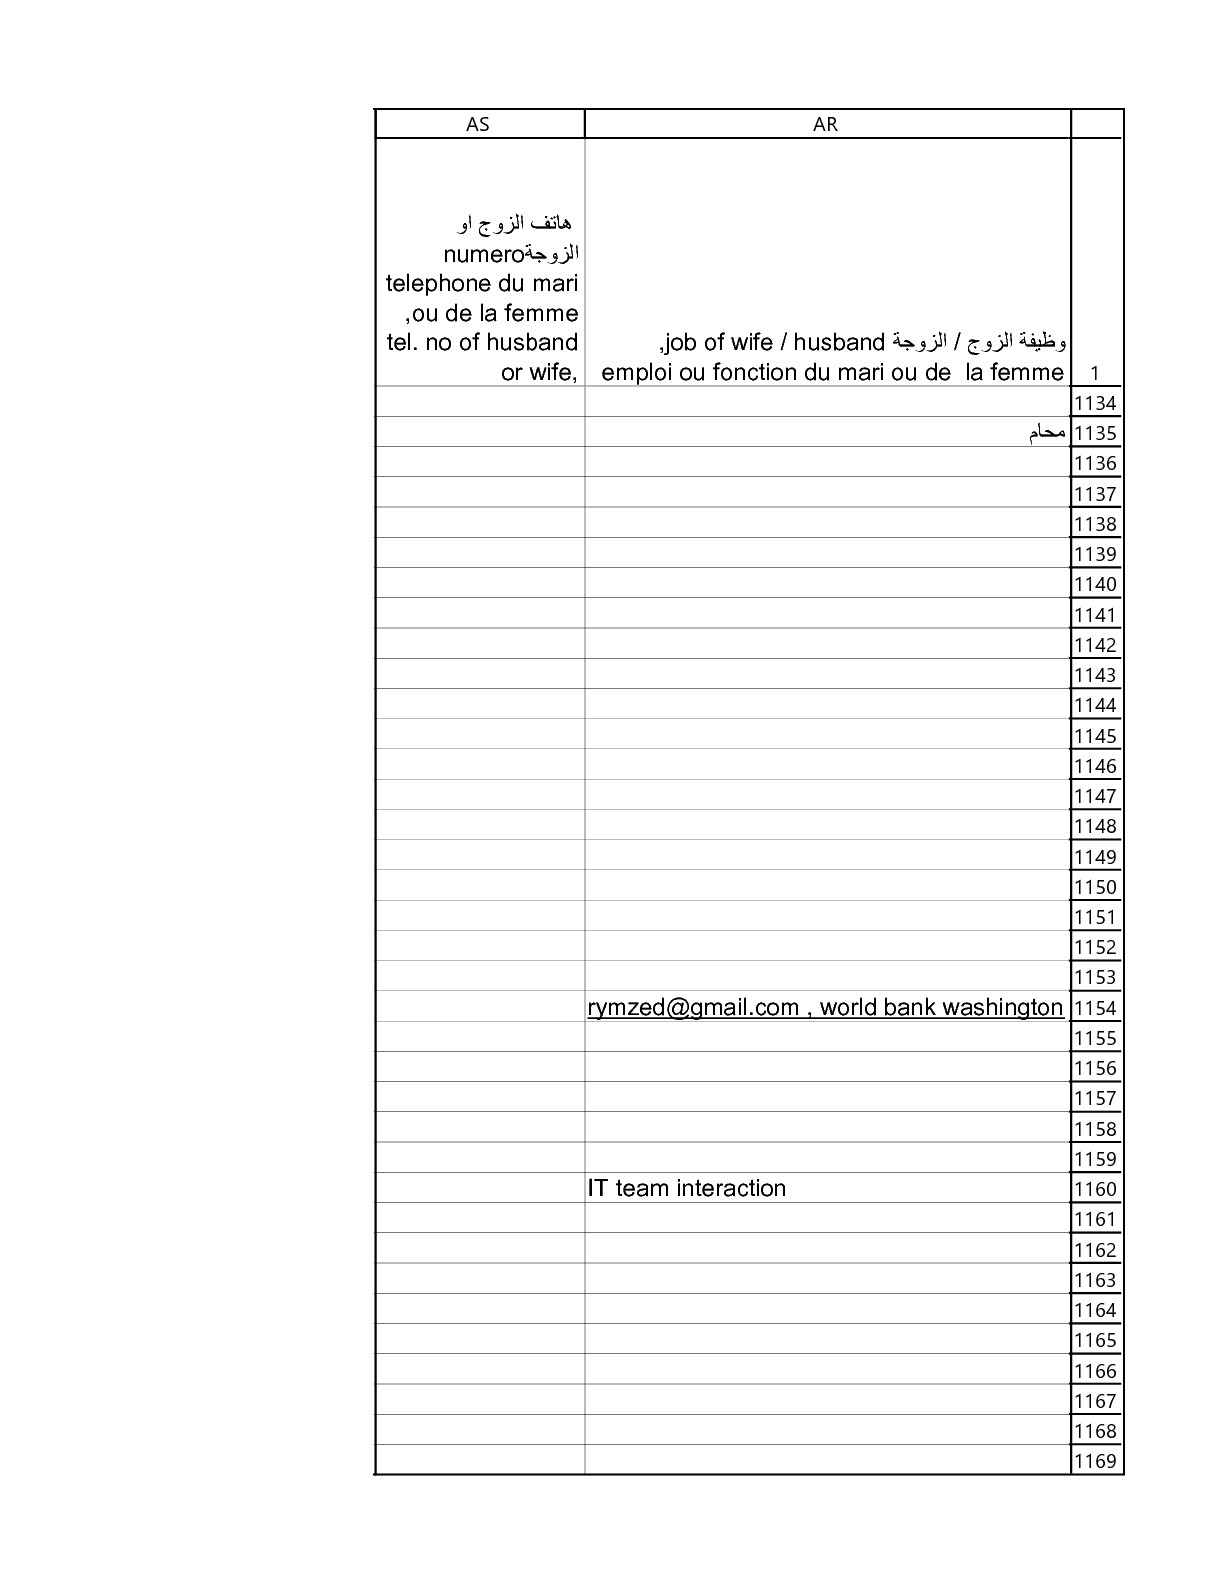 AS AR
هاتف الزوج او
الزوجةnumero
telephone du mari
,ou de la femme
tel. no of husband
or wife,
,job of wife / husband وظيفة الزوج / الزوجة
emploi ou fonction du mari ou de la femme
1
1134
محام 1135
1136
1137
1138
1139
1140
1141
1142
1143
1144
1145
1146
1147
1148
1149
1150
1151
1152
1153
rymzed@gmail.com , world bank washington 1154
1155
1156
1157
1158
1159
IT team interaction 1160
1161
1162
1163
1164
1165
1166
1167
1168
1169